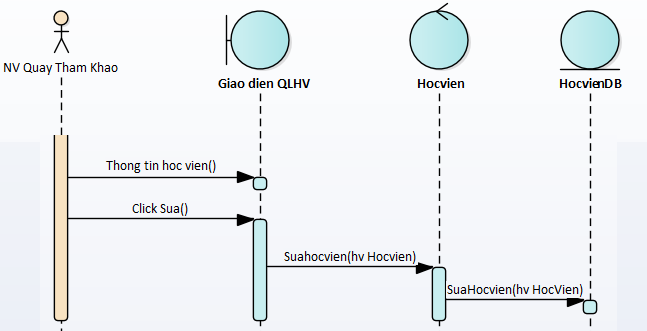 NV Quay Tham Khao
Giao dien QLHV
Hocvien
HocvienDB
Thong tin hoc vien()
Click Sua()
Suahocvien(hv Hocvien)
SuaHocvien(hv HocVien)